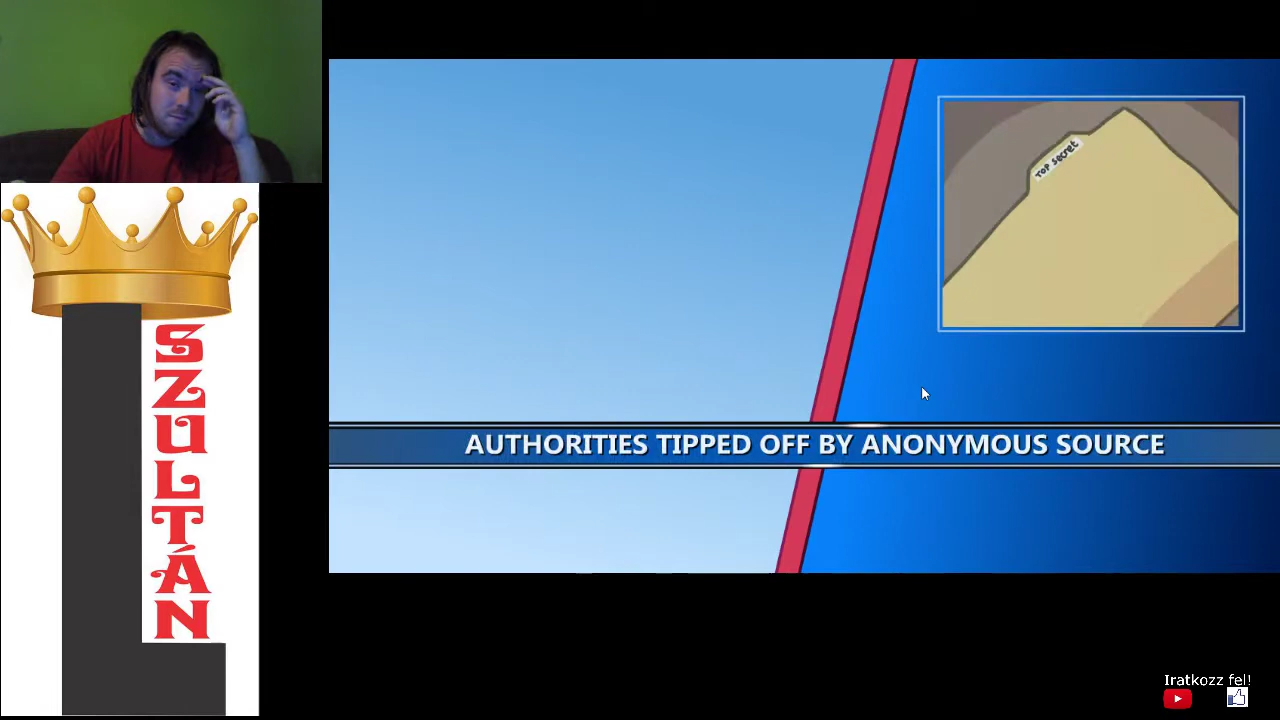 SZULTÁN
TOP SECRET
AUTHORITIES TIPPED OFF BY ANONYMOUS SOURCE
Iratkozz fel!